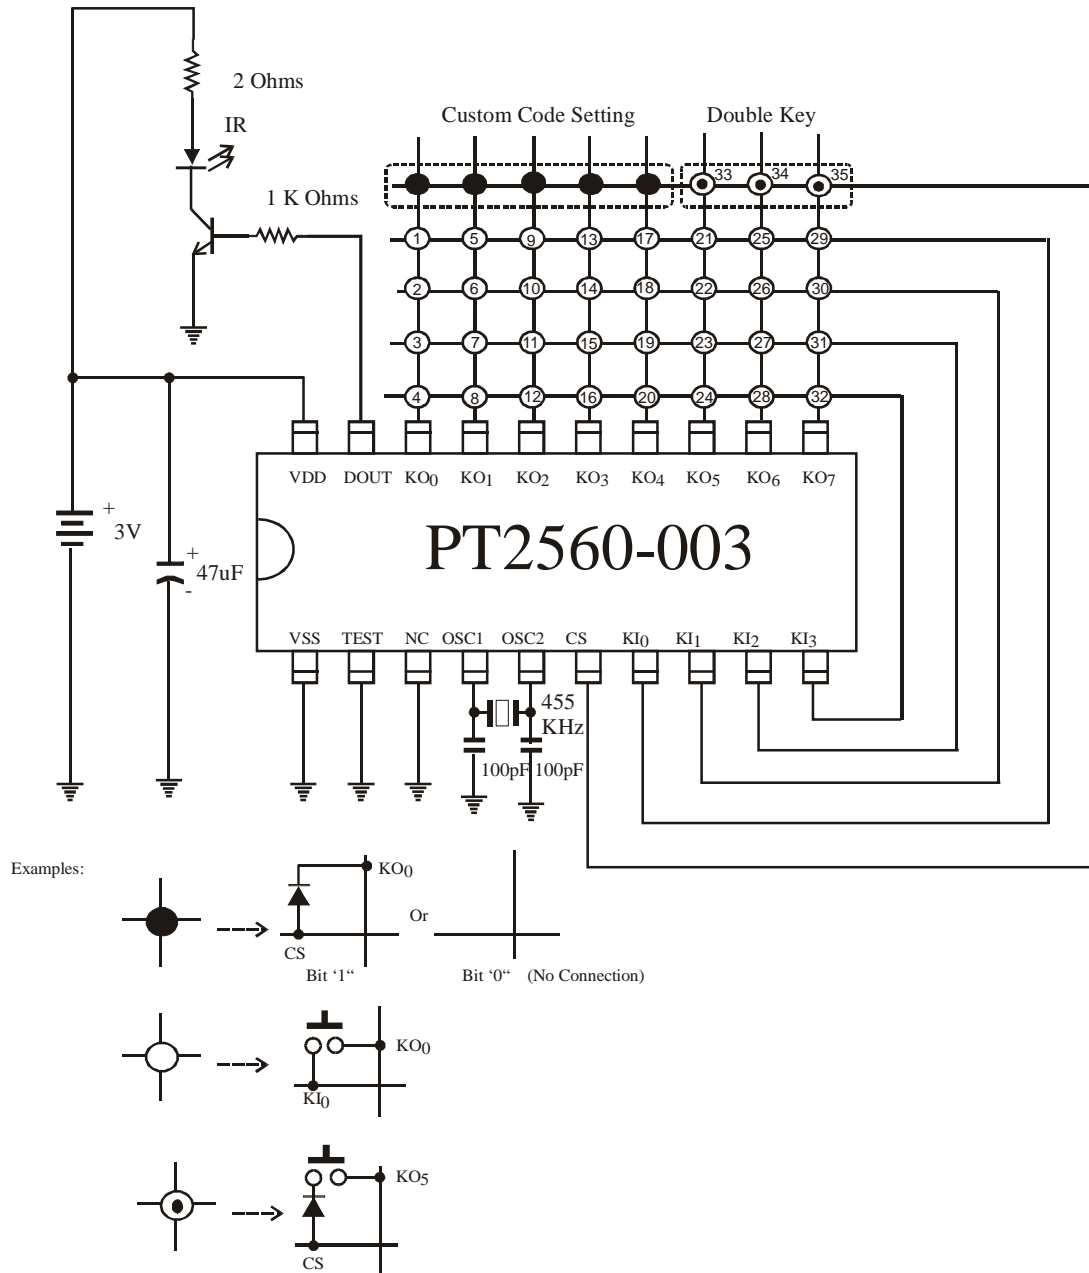 2 Ohms
IR
1 K Ohms
Custom Code Setting
Double Key
33 34 35
1 5 9 13 17 21 25 29
2 6 10 14 18 22 26 30
3 7 11 15 19 23 27 31
4 8 12 16 20 24 28 32
VDD DOUT KO0 KO1 KO2 KO3 KO4 KO5 KO6 KO7
+
3V
+
47uF
-
PT2560-003
VSS TEST NC OSC1 OSC2 CS KI0 KI1 KI2 KI3
455
KHz
100pF 100pF
Examples:
KO0
Or
CS
Bit ‘1“ Bit ‘0“ (No Connection)
KO0
KI0
KO5
CS